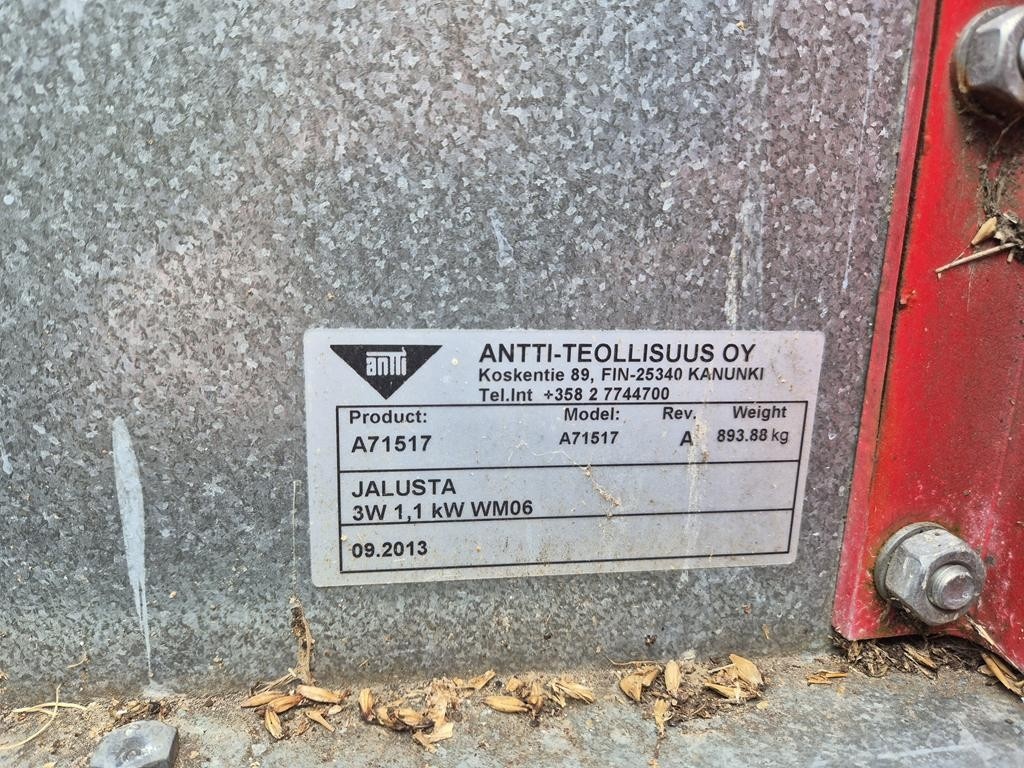 antti
ANTTI-TEOLLISUUS OY
Koskentie 89, FIN-25340 KANUNKI
Tel.Int +358 2 7744700
Product: Model: Rev. Weight
A71517 A71517 A 893.88 kg
JALUSTA
3W 1,1 kW WM06
09.2013